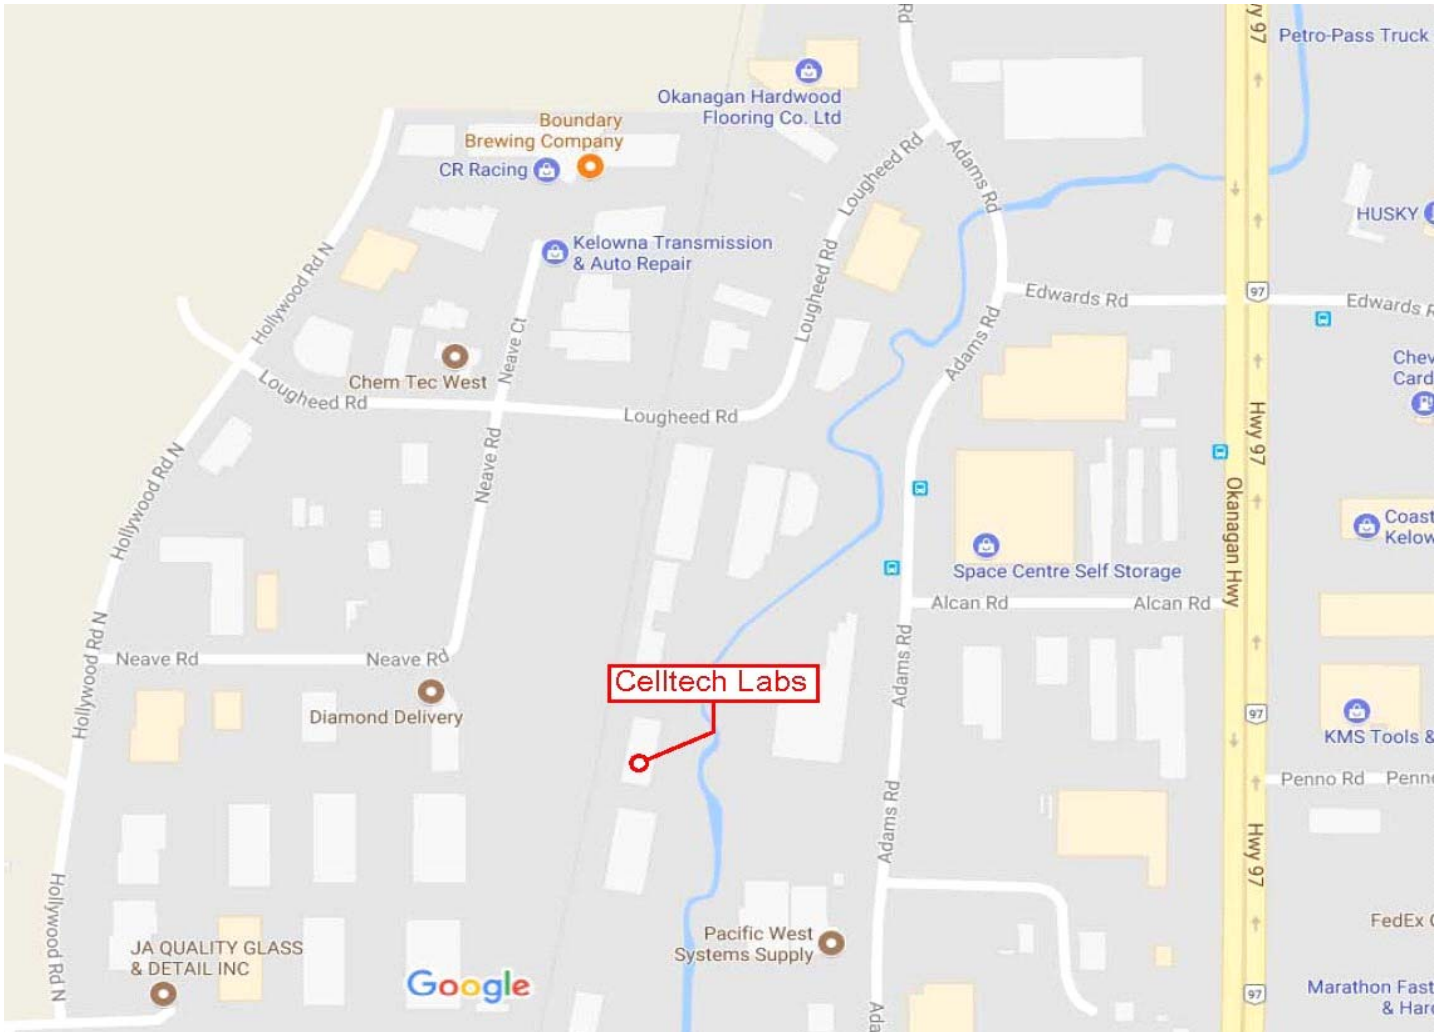 Rd
y 97
Petro-Pass Truck
Okanagan Hardwood
Flooring Co. Ltd
Boundary
Brewing Company
CR Racing
Lougheed Rd
Adams Rd
HUSKY
Kelowna Transmission
& Auto Repair
Hollywood Rd N
Lougheed Rd
97
Edwards Rd
Edwards R
Adams Rd
Neave Ct
Chem Tec West
Chev
Card
Lougheed Rd
Lougheed Rd
Hwy 97
Neave Rd
Hollywood Rd N
Okanagan Hwy
Coast
Kelow
Space Centre Self Storage
Alcan Rd
Alcan Rd
Neave Rd
Neave Rd
Hollywood Rd N
Adams Rd
Celltech Labs
Diamond Delivery
97
KMS Tools &
Penno Rd
Penno
Adams Rd
Hwy 97
Hollywood Rd N
FedEx
Pacific West
Systems Supply
JA QUALITY GLASS
& DETAIL INC
Google
97
Marathon Fast
& Har
Ada